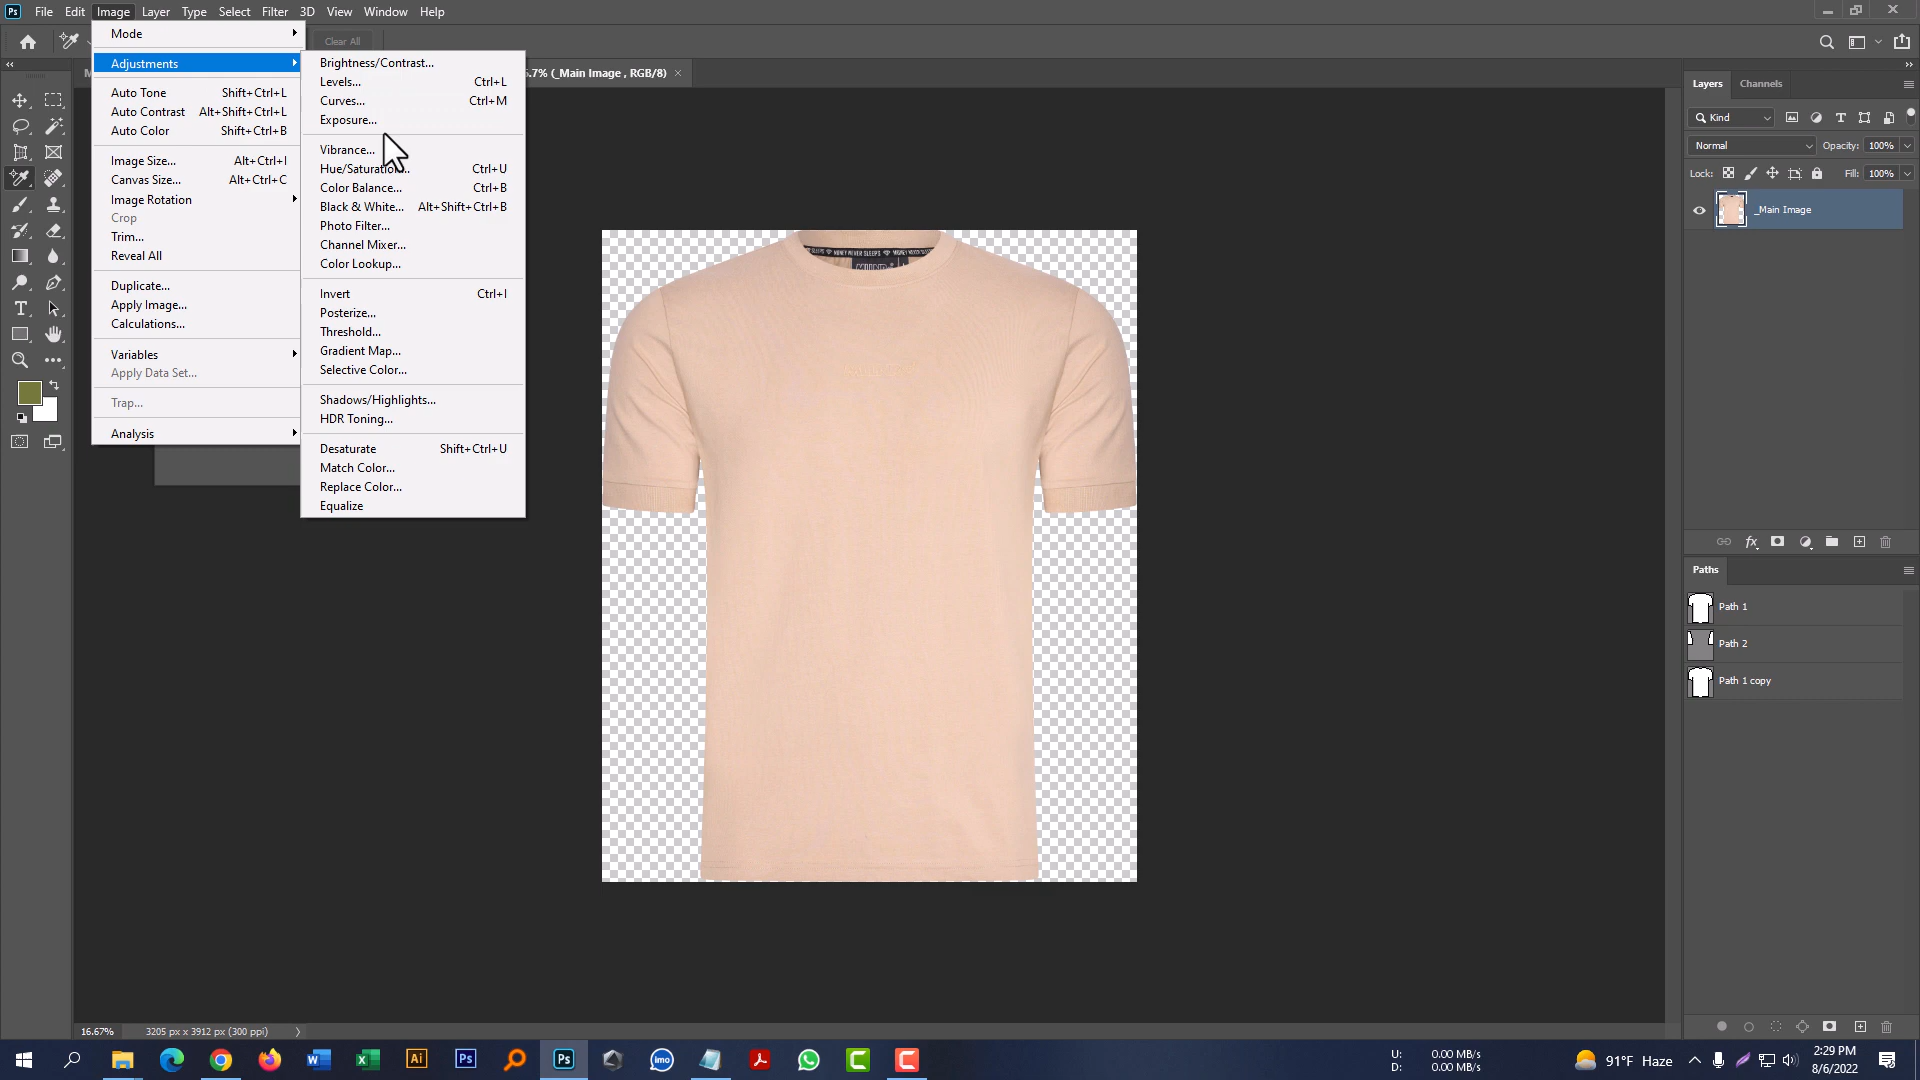 Ps File Edit Image Layer Type Select Filter 3D View Window Help
Clear All
.7% (_Main Image , RGB/8) ×
Mode
Adjustments
Auto Tone Shift+Ctrl+L
Auto Contrast Alt+Shift+Ctrl+L
Auto Color Shift+Ctrl+B
Image Size... Alt+Ctrl+I
Canvas Size... Alt+Ctrl+C
Image Rotation
Crop
Trim...
Reveal All
Duplicate...
Apply Image...
Calculations...
Variables
Apply Data Set...
Trap...
Analysis
Brightness/Contrast...
Levels... Ctrl+L
Curves... Ctrl+M
Exposure...
Vibrance...
Hue/Saturation... Ctrl+U
Color Balance... Ctrl+B
Black & White... Alt+Shift+Ctrl+B
Photo Filter...
Channel Mixer...
Color Lookup...
Invert Ctrl+I
Posterize...
Threshold...
Gradient Map...
Selective Color...
Shadows/Highlights...
HDR Toning...
Desaturate Shift+Ctrl+U
Match Color...
Replace Color...
Equalize
MONEY NEVER SLEEPS
Layers Channels
Kind
Normal Opacity: 100%
Lock: Fill: 100%
_Main Image
Paths
Path 1
Path 2
Path 1 copy
16.67% 3205 px x 3912 px (300 ppi)
U: 0.00 MB/s
D: 0.00 MB/s
91°F Haze
2:29 PM
8/6/2022